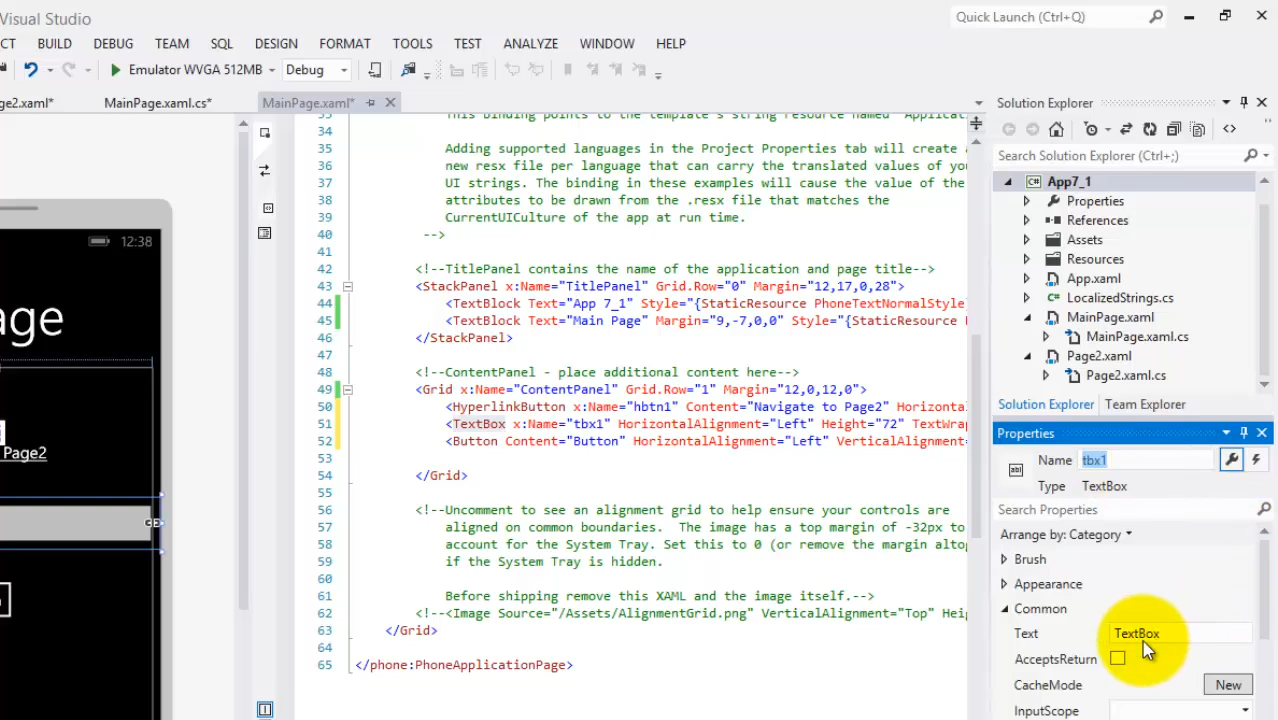 Visual Studio
Quick Launch (Ctrl+Q)
CT BUILD DEBUG TEAM SQL DESIGN FORMAT TOOLS TEST ANALYZE WINDOW HELP
Emulator WVGA 512MB Debug
ge2.xaml* MainPage.xaml.cs* MainPage.xaml*
Solution Explorer
Search Solution Explorer (Ctrl+;)
App7_1
Properties
References
Assets
Resources
App.xaml
LocalizedStrings.cs
MainPage.xaml
MainPage.xaml.cs
Page2.xaml
Page2.xaml.cs
Solution Explorer Team Explorer
Properties
Name tbx1
Type TextBox
Search Properties
Arrange by: Category
Brush
Appearance
Common
Text TextBox
AcceptsReturn
CacheMode New
InputScope
12:38
age
Page2
33 This binding points to the template's string resource named "Applicati
34
35 Adding supported languages in the Project Properties tab will create
36 new resx file per language that can carry the translated values of yo
37 UI strings. The binding in these examples will cause the value of the
38 attributes to be drawn from the .resx file that matches the
39 CurrentUICulture of the app at run time.
40 -->
41
42 <!--TitlePanel contains the name of the application and page title-->
43 <StackPanel x:Name="TitlePanel" Grid.Row="0" Margin="12,17,0,28">
44 <TextBlock Text="App 7_1" Style="{StaticResource PhoneTextNormalStyle
45 <TextBlock Text="Main Page" Margin="9,-7,0,0" Style="{StaticResource
46 </StackPanel>
47
48 <!--ContentPanel - place additional content here-->
49 <Grid x:Name="ContentPanel" Grid.Row="1" Margin="12,0,12,0">
50 <HyperlinkButton x:Name="hbtn1" Content="Navigate to Page2" Horizonta
51 <TextBox x:Name="tbx1" HorizontalAlignment="Left" Height="72" TextWra
52 <Button Content="Button" HorizontalAlignment="Left" VerticalAlignment=
53
54 </Grid>
55
56 <!--Uncomment to see an alignment grid to help ensure your controls are
57 aligned on common boundaries. The image has a top margin of -32px to
58 account for the System Tray. Set this to 0 (or remove the margin altog
59 if the System Tray is hidden.
60
61 Before shipping remove this XAML and the image itself.-->
62 <!--<Image Source="/Assets/AlignmentGrid.png" VerticalAlignment="Top" Hei
63 </Grid>
64
65 </phone:PhoneApplicationPage>